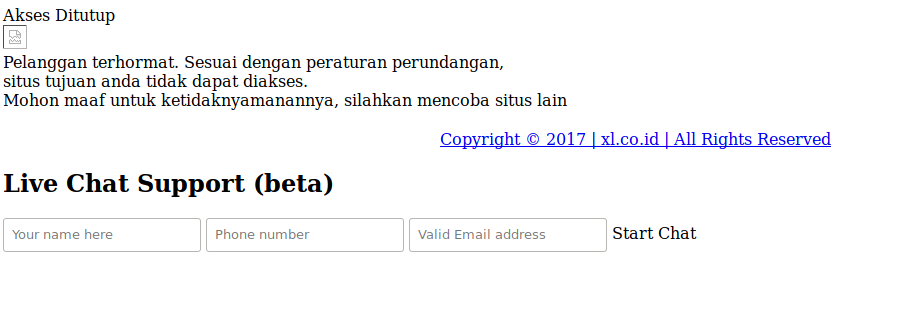 Akses Ditutup
Pelanggan terhormat. Sesuai dengan peraturan perundangan,
situs tujuan anda tidak dapat diakses.
Mohon maaf untuk ketidaknyamanannya, silahkan mencoba situs lain
Copyright © 2017 | xl.co.id | All Rights Reserved
Live Chat Support (beta)
Your name here Phone number Valid Email address Start Chat